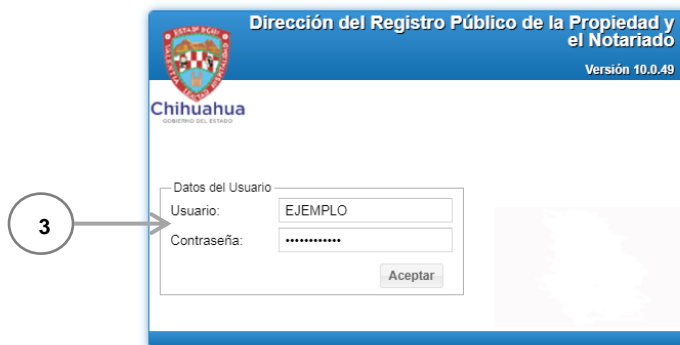 Dirección del Registro Público de la Propiedad y
el Notariado
Versión 10.0.49
Chihuahua
GOBIERNO DEL ESTADO
Datos del Usuario
3
Usuario:
EJEMPLO
Contraseña:
••••••••••••
Aceptar